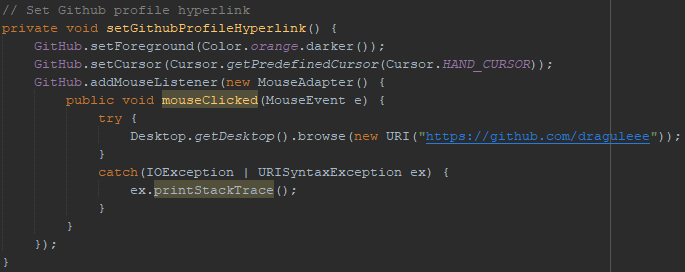 // Set Github profile hyperlink
private void setGithubProfileHyperlink() {
    GitHub.setForeground(Color.orange.darker());
    GitHub.setCursor(Cursor.getPredefinedCursor(Cursor.HAND_CURSOR));
    GitHub.addMouseListener(new MouseAdapter() {
        public void mouseClicked(MouseEvent e) {
            try {
                Desktop.getDesktop().browse(new URI("https://github.com/draguleee"));
            }
            catch(IOException | URISyntaxException ex) {
                ex.printStackTrace();
            }
        }
    });
}